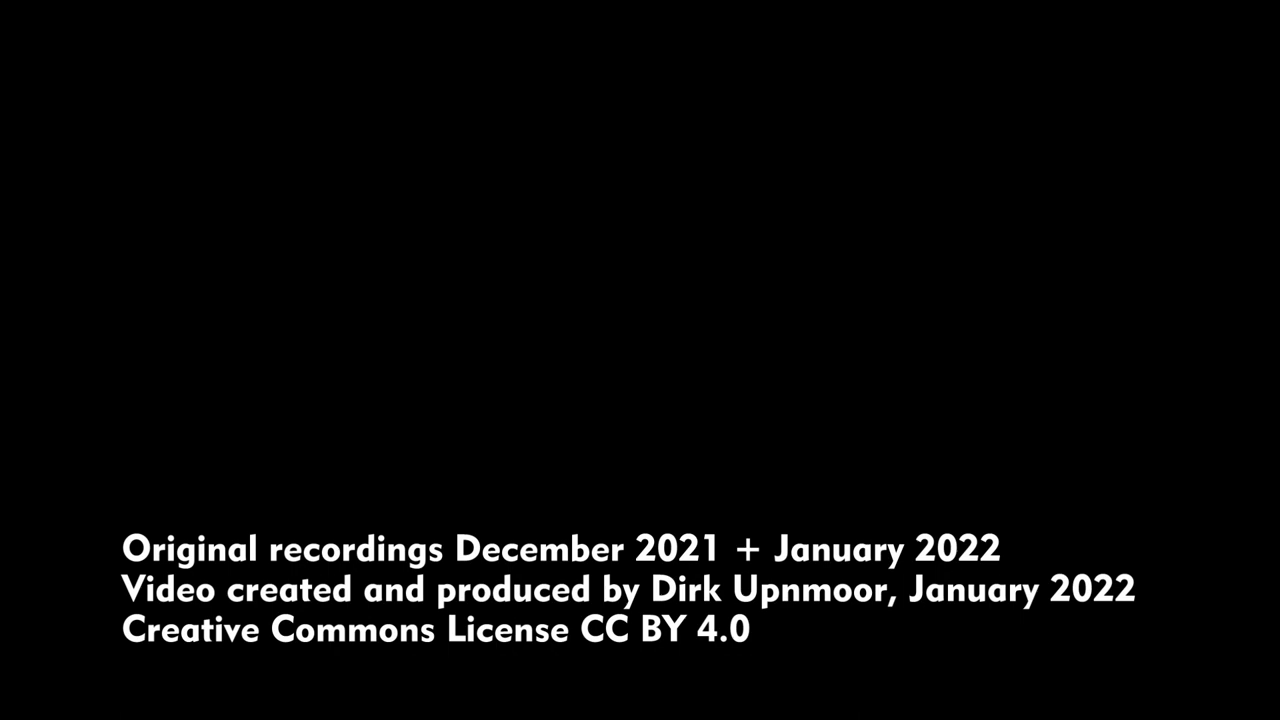 Original recordings December 2021 + January 2022
Video created and produced by Dirk Upnmoor, January 2022
Creative Commons License CC BY 4.0